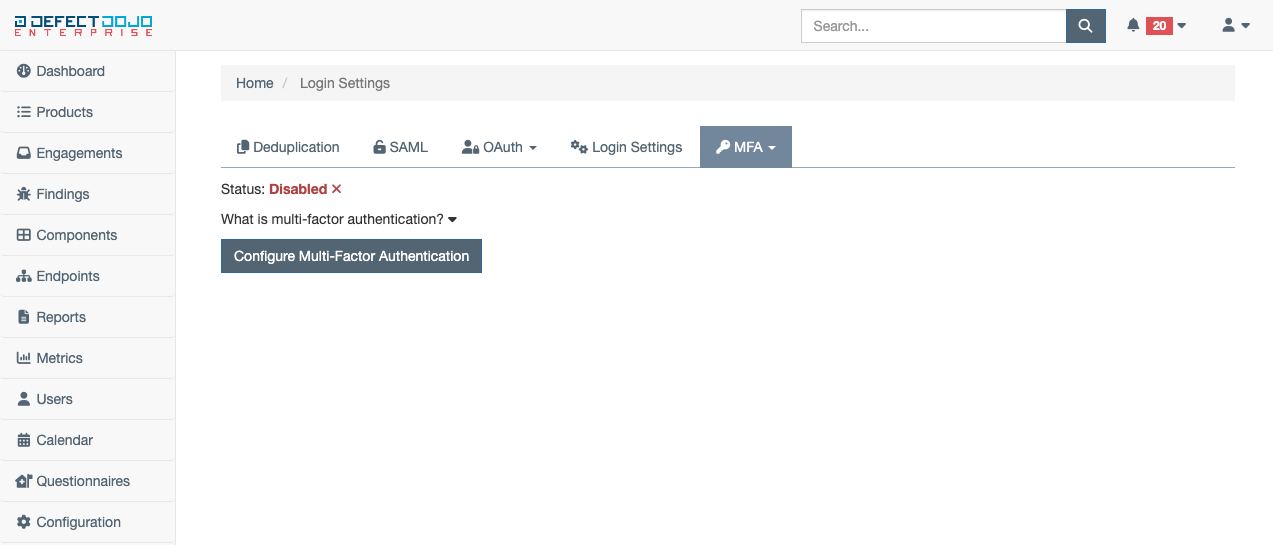 DEFECTDOJO
ENTERPRISE
Search...
20
Dashboard
Products
Engagements
Findings
Components
Endpoints
Reports
Metrics
Users
Calendar
Questionnaires
Configuration
Home / Login Settings
Deduplication SAML OAuth Login Settings MFA
Status: Disabled
What is multi-factor authentication?
Configure Multi-Factor Authentication